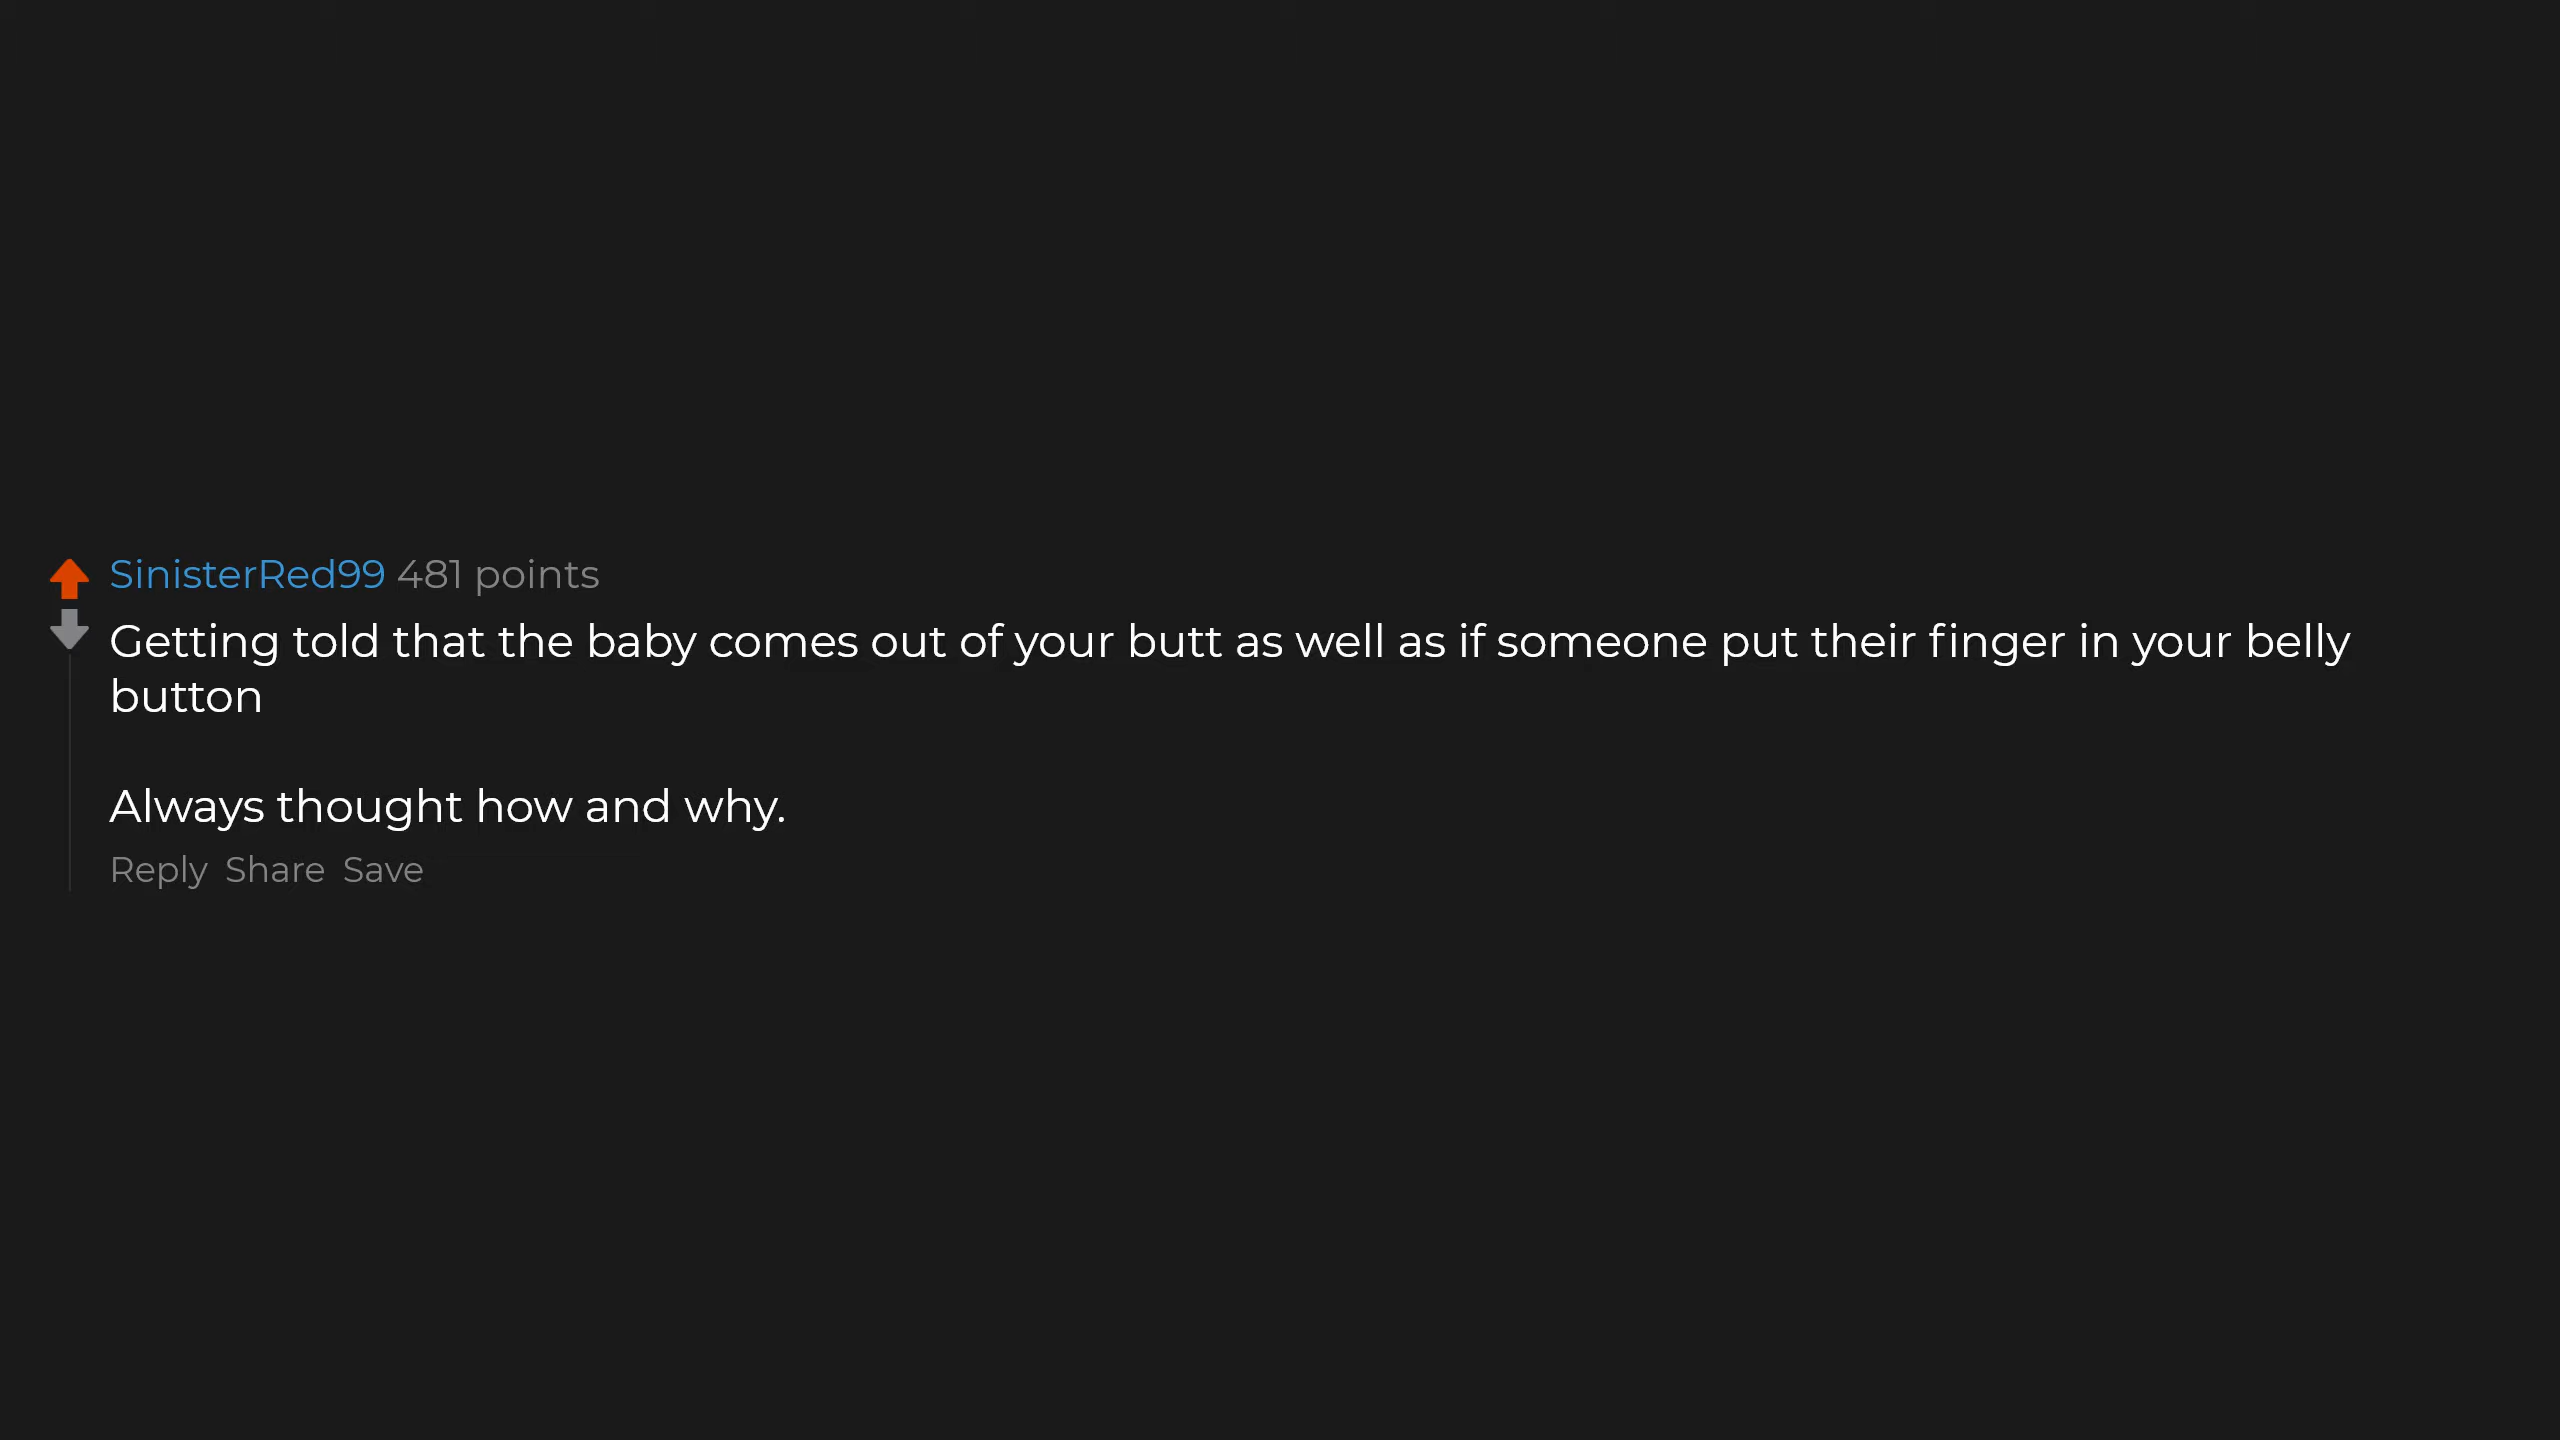 SinisterRed99 481 points
Getting told that the baby comes out of your butt as well as if someone put their finger in your belly
button
Always thought how and why.
Reply Share Save